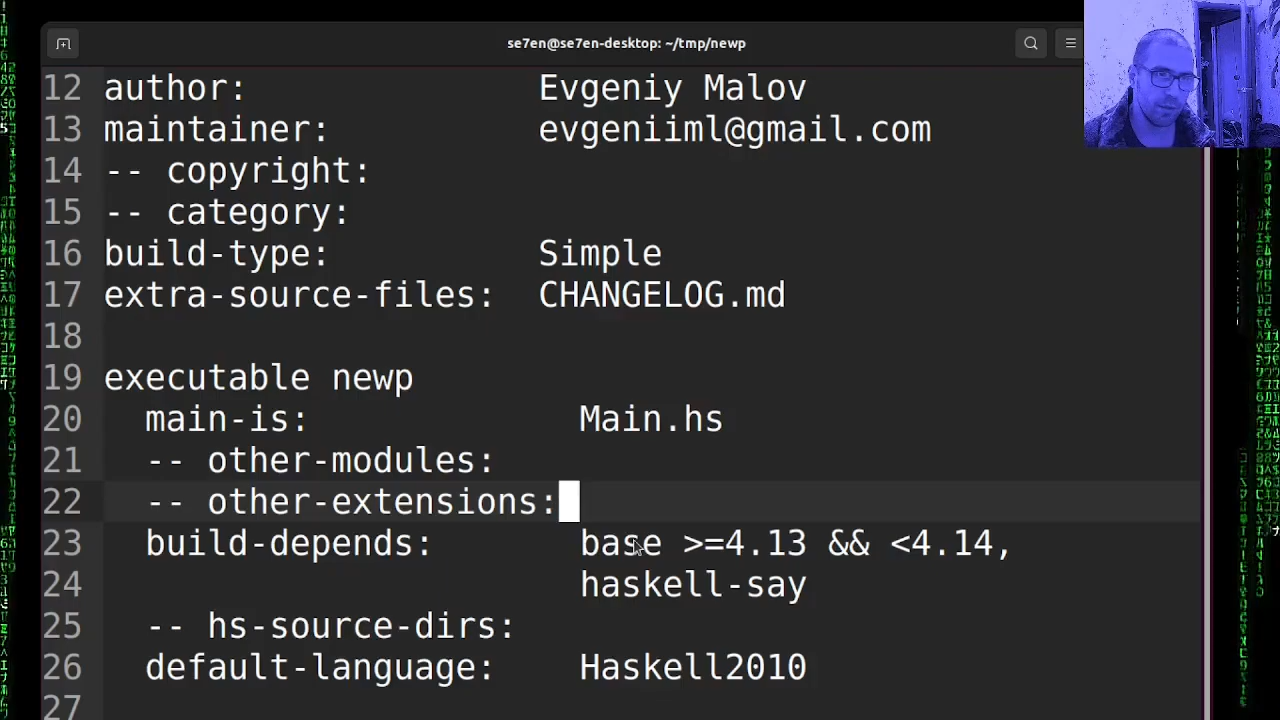 se7en@se7en-desktop: ~/tmp/newp
12 author: Evgeniy Malov
13 maintainer: evgeniiml@gmail.com
14 -- copyright:
15 -- category:
16 build-type: Simple
17 extra-source-files: CHANGELOG.md
18
19 executable newp
20 main-is: Main.hs
21 -- other-modules:
22 -- other-extensions:
23 build-depends: base >=4.13 && <4.14,
24 haskell-say
25 -- hs-source-dirs:
26 default-language: Haskell2010
27